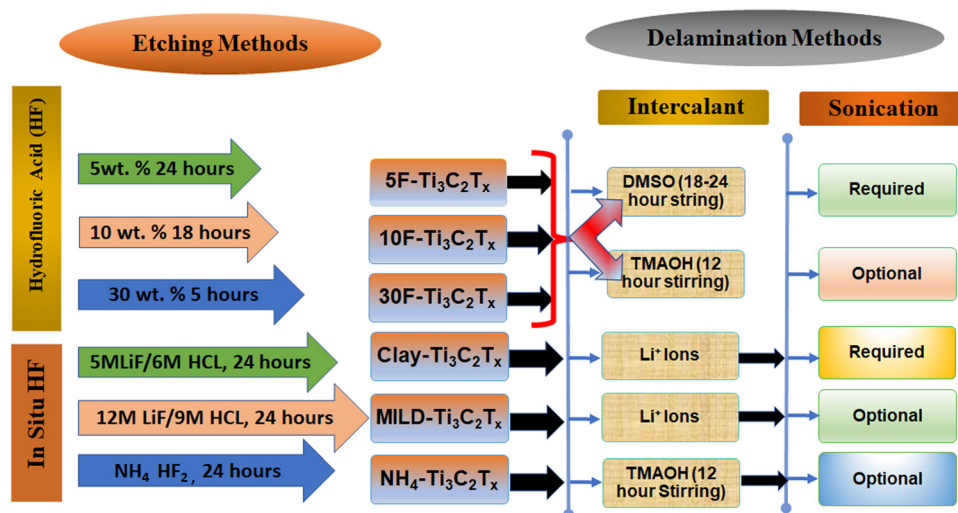 Etching Methods
Delamination Methods
Intercalant
Sonication
Hydrofluoric Acid (HF)
5wt. % 24 hours
5F-Ti₃C₂Tₓ
DMSO (18-24
hour string)
Required
10 wt. % 18 hours
10F-Ti₃C₂Tₓ
TMAOH (12
hour stirring)
Optional
30 wt. % 5 hours
30F-Ti₃C₂Tₓ
In Situ HF
5MLiF/6M HCL, 24 hours
Clay-Ti₃C₂Tₓ
Li⁺ Ions
Required
12M LiF/9M HCL, 24 hours
MILD-Ti₃C₂Tₓ
Li⁺ Ions
Optional
NH₄ HF₂ , 24 hours
NH₄-Ti₃C₂Tₓ
TMAOH (12
hour Stirring)
Optional